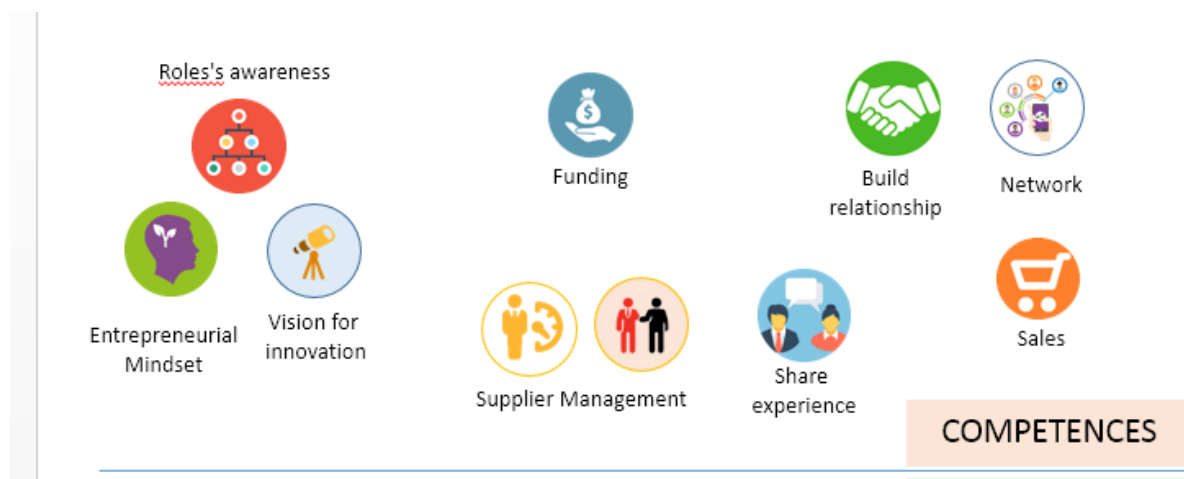 Roles's awareness
Funding
Build
relationship
Network
Entrepreneurial
Mindset
Vision for
innovation
Supplier Management
Share
experience
Sales
COMPETENCES